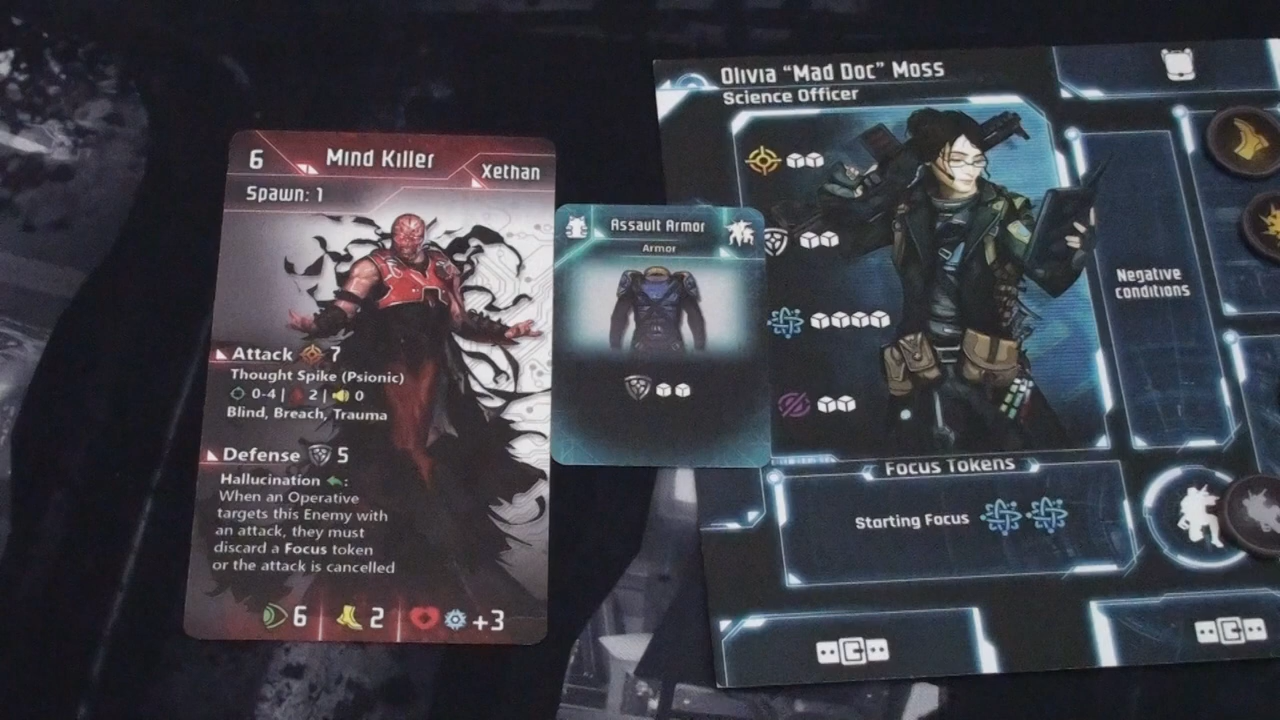 6 Mind Killer Xethan
Spawn: 1
Attack 7
Thought Spike (Psionic)
0-4 | 2 | 0
Blind, Breach, Trauma
Defense 5
Hallucination :
When an Operative
targets this Enemy with
an attack, they must
discard a Focus token
or the attack is cancelled
6 2 +3
Assault Armor
Armor
Olivia "Mad Doc" Moss
Science Officer
Negative
conditions
Focus Tokens
Starting Focus